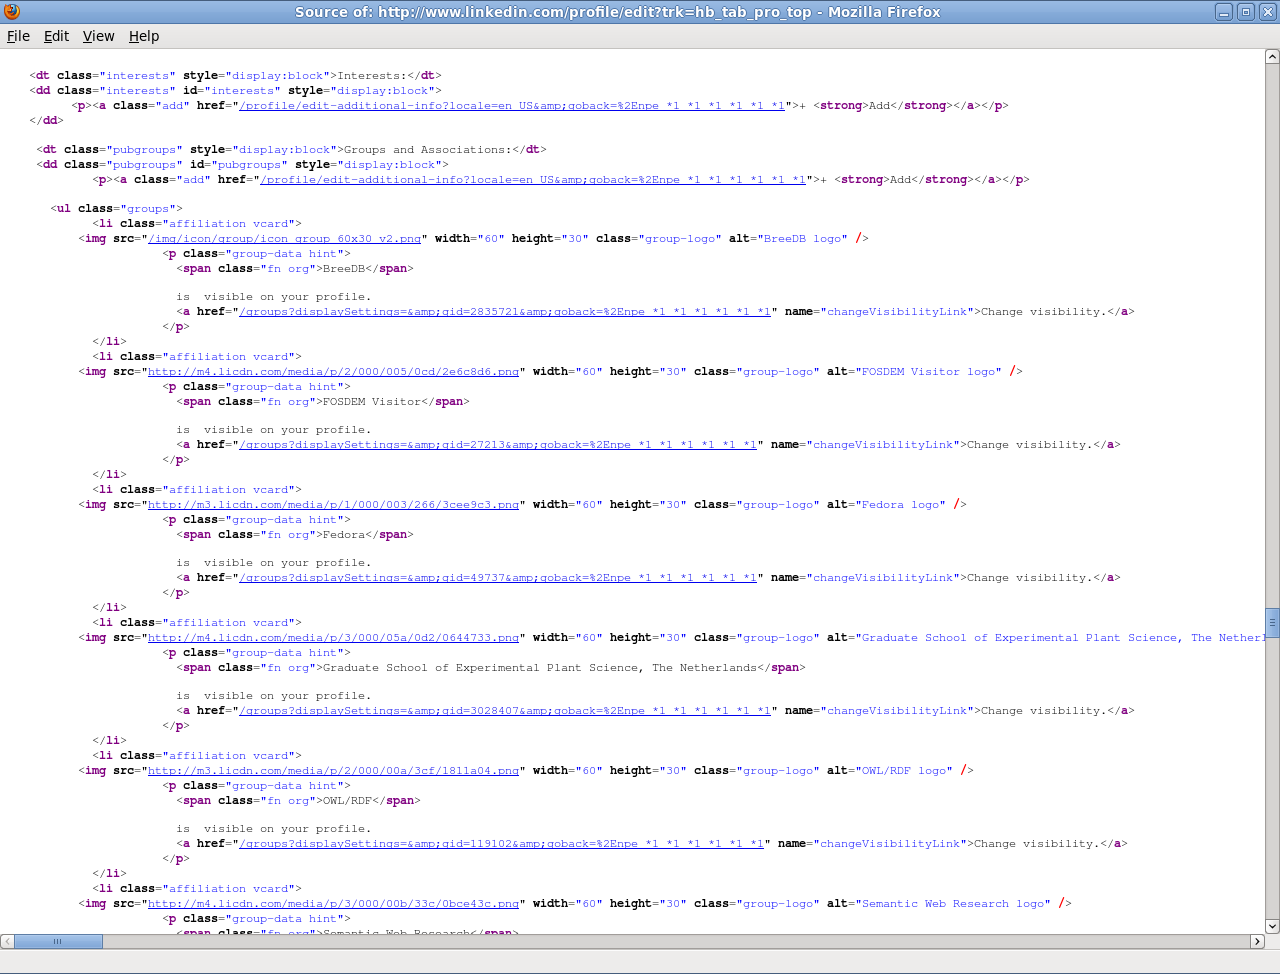 Source of: http://www.linkedin.com/profile/edit?trk=hb_tab_pro_top - Mozilla Firefox
File Edit View Help
<dt class="interests" style="display:block">Interests:</dt>
<dd class="interests" id="interests" style="display:block">
<p><a class="add" href="/profile/edit-additional-info?locale=en_US&amp;goback=%2Enpe_*1_*1_*1_*1_*1_*1">+ <strong>Add</strong></a></p>
</dd>
<dt class="pubgroups" style="display:block">Groups and Associations:</dt>
<dd class="pubgroups" id="pubgroups" style="display:block">
<p><a class="add" href="/profile/edit-additional-info?locale=en_US&amp;goback=%2Enpe_*1_*1_*1_*1_*1_*1">+ <strong>Add</strong></a></p>
<ul class="groups">
<li class="affiliation vcard">
<img src="/img/icon/group/icon_group_60x30_v2.png" width="60" height="30" class="group-logo" alt="BreeDB logo" />
<p class="group-data hint">
<span class="fn org">BreeDB</span>
is visible on your profile.
<a href="/groups?displaySettings=&amp;gid=2835721&amp;goback=%2Enpe_*1_*1_*1_*1_*1_*1" name="changeVisibilityLink">Change visibility.</a>
</p>
</li>
<li class="affiliation vcard">
<img src="http://m4.licdn.com/media/p/2/000/005/0cd/2e6c8d6.png" width="60" height="30" class="group-logo" alt="FOSDEM Visitor logo" />
<p class="group-data hint">
<span class="fn org">FOSDEM Visitor</span>
is visible on your profile.
<a href="/groups?displaySettings=&amp;gid=27213&amp;goback=%2Enpe_*1_*1_*1_*1_*1_*1" name="changeVisibilityLink">Change visibility.</a>
</p>
</li>
<li class="affiliation vcard">
<img src="http://m3.licdn.com/media/p/1/000/003/266/3cee9c3.png" width="60" height="30" class="group-logo" alt="Fedora logo" />
<p class="group-data hint">
<span class="fn org">Fedora</span>
is visible on your profile.
<a href="/groups?displaySettings=&amp;gid=49737&amp;goback=%2Enpe_*1_*1_*1_*1_*1_*1" name="changeVisibilityLink">Change visibility.</a>
</p>
</li>
<li class="affiliation vcard">
<img src="http://m4.licdn.com/media/p/3/000/05a/0d2/0644733.png" width="60" height="30" class="group-logo" alt="Graduate School of Experimental Plant Science, The Netherl
<p class="group-data hint">
<span class="fn org">Graduate School of Experimental Plant Science, The Netherlands</span>
is visible on your profile.
<a href="/groups?displaySettings=&amp;gid=3028407&amp;goback=%2Enpe_*1_*1_*1_*1_*1_*1" name="changeVisibilityLink">Change visibility.</a>
</p>
</li>
<li class="affiliation vcard">
<img src="http://m3.licdn.com/media/p/2/000/00a/3cf/1811a04.png" width="60" height="30" class="group-logo" alt="OWL/RDF logo" />
<p class="group-data hint">
<span class="fn org">OWL/RDF</span>
is visible on your profile.
<a href="/groups?displaySettings=&amp;gid=119102&amp;goback=%2Enpe_*1_*1_*1_*1_*1_*1" name="changeVisibilityLink">Change visibility.</a>
</p>
</li>
<li class="affiliation vcard">
<img src="http://m4.licdn.com/media/p/3/000/00b/33c/0bce43c.png" width="60" height="30" class="group-logo" alt="Semantic Web Research logo" />
<p class="group-data hint">
<span class="fn org">Semantic Web Research</span>